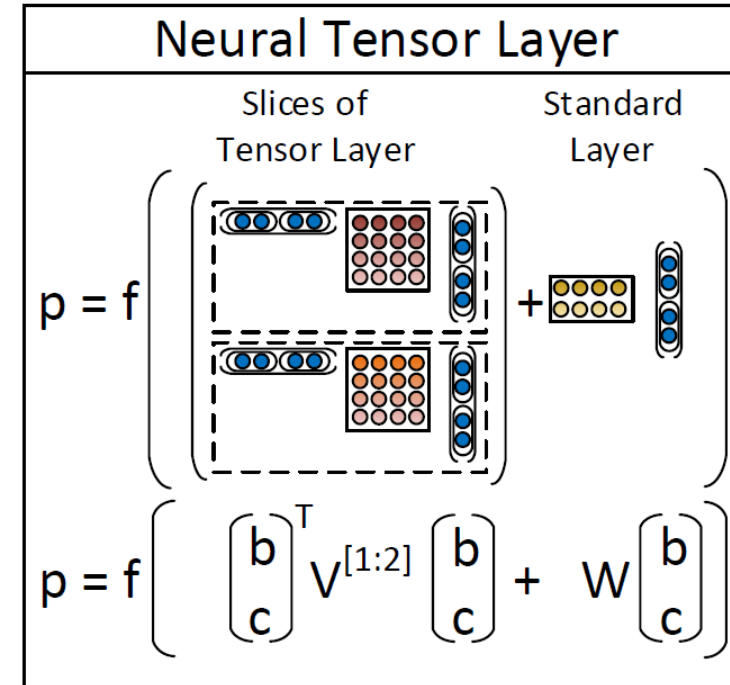 Neural Tensor Layer
Slices of Tensor Layer
Standard Layer
p = f ( ( ) + )
p = f ( (b c)^T V^[1:2] (b c) + W (b c) )